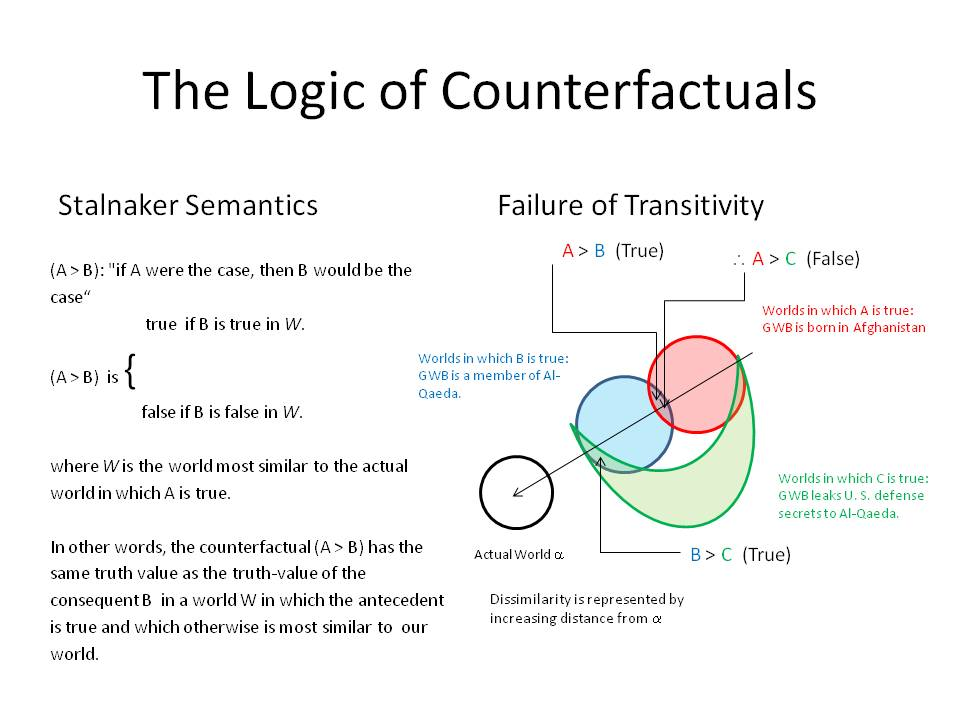 The Logic of Counterfactuals
Stalnaker Semantics
(A > B): "if A were the case, then B would be the
case“
true if B is true in W.
(A > B) is {
false if B is false in W.
where W is the world most similar to the actual
world in which A is true.
In other words, the counterfactual (A > B) has the
same truth value as the truth-value of the
consequent B in a world W in which the antecedent
is true and which otherwise is most similar to our
world.
Failure of Transitivity
A > B (True)
∴ A > C (False)
Worlds in which A is true:
GWB is born in Afghanistan
Worlds in which B is true:
GWB is a member of Al-
Qaeda.
Worlds in which C is true:
GWB leaks U. S. defense
secrets to Al-Qaeda.
Actual World α
B > C (True)
Dissimilarity is represented by
increasing distance from α